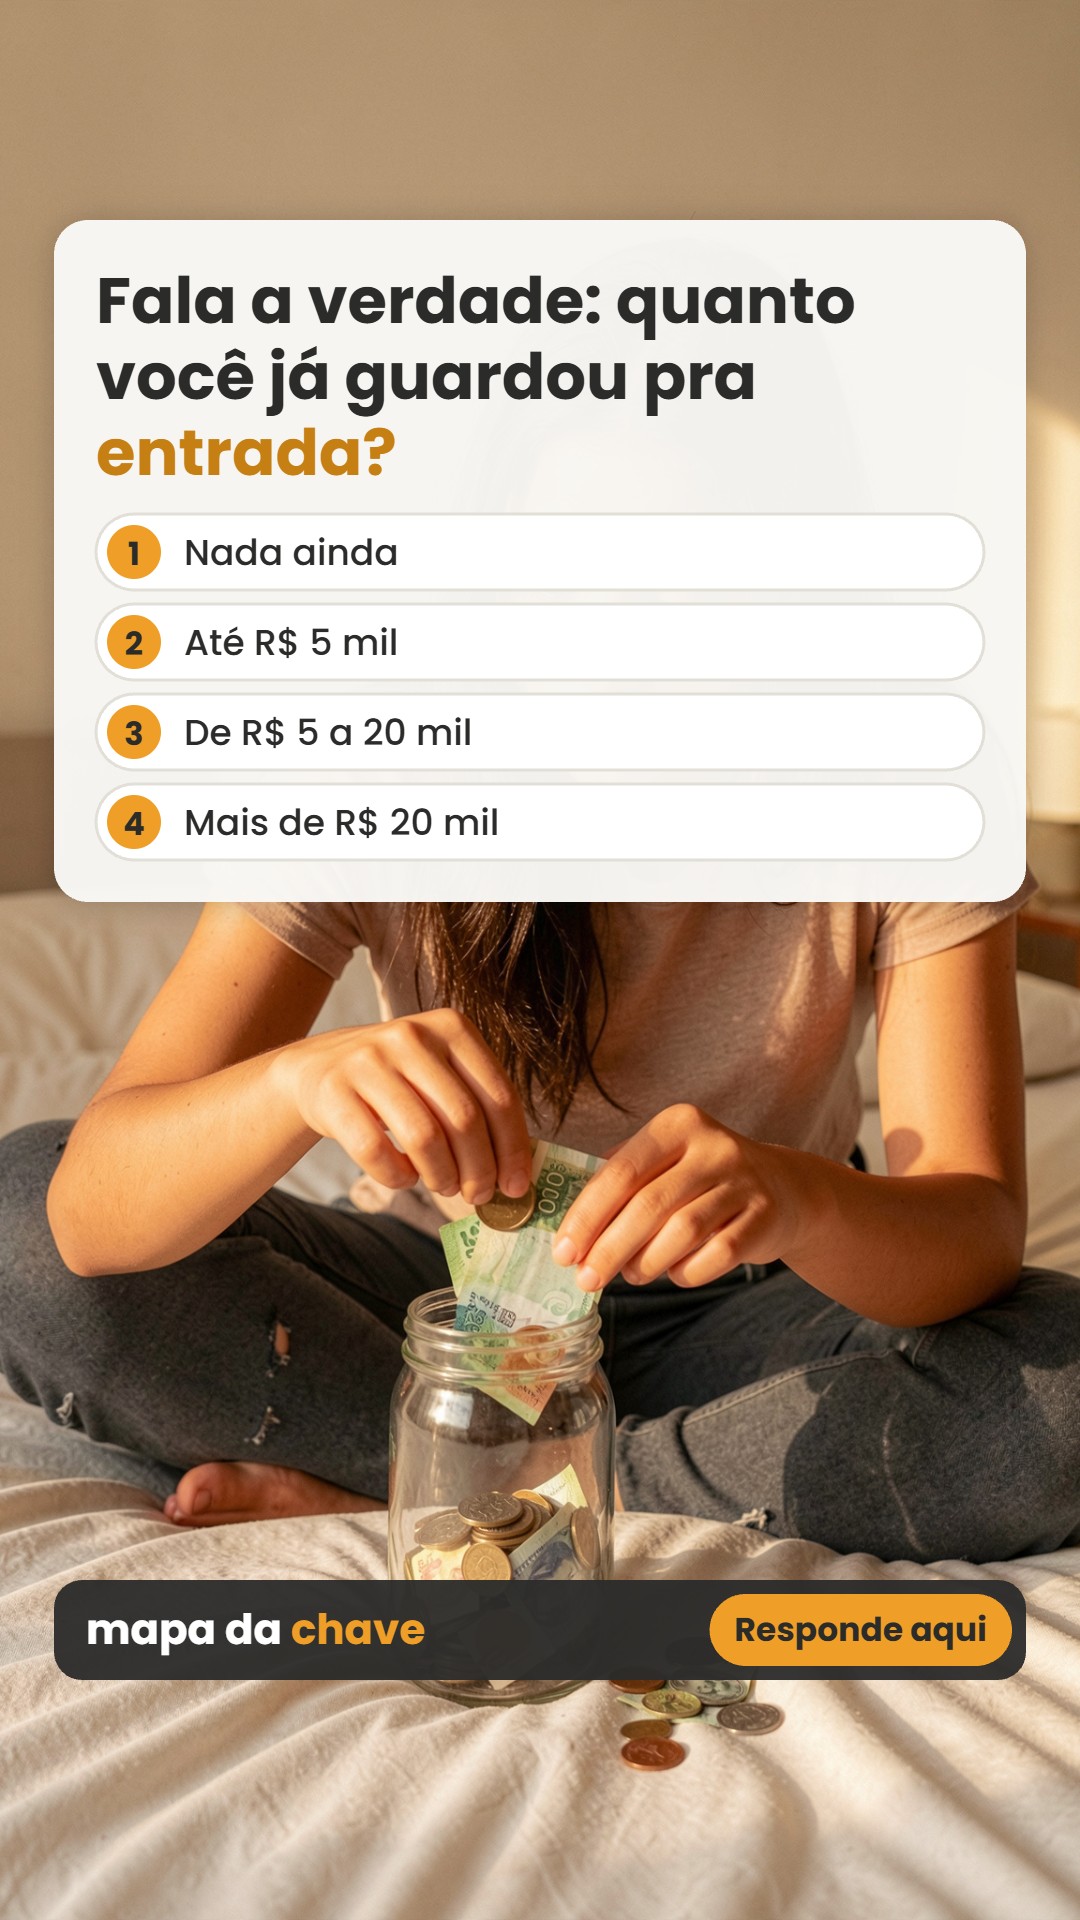 Fala a verdade: quanto
você já guardou pra
entrada?
1 Nada ainda
2 Até R$ 5 mil
3 De R$ 5 a 20 mil
4 Mais de R$ 20 mil
mapa da chave
Responde aqui